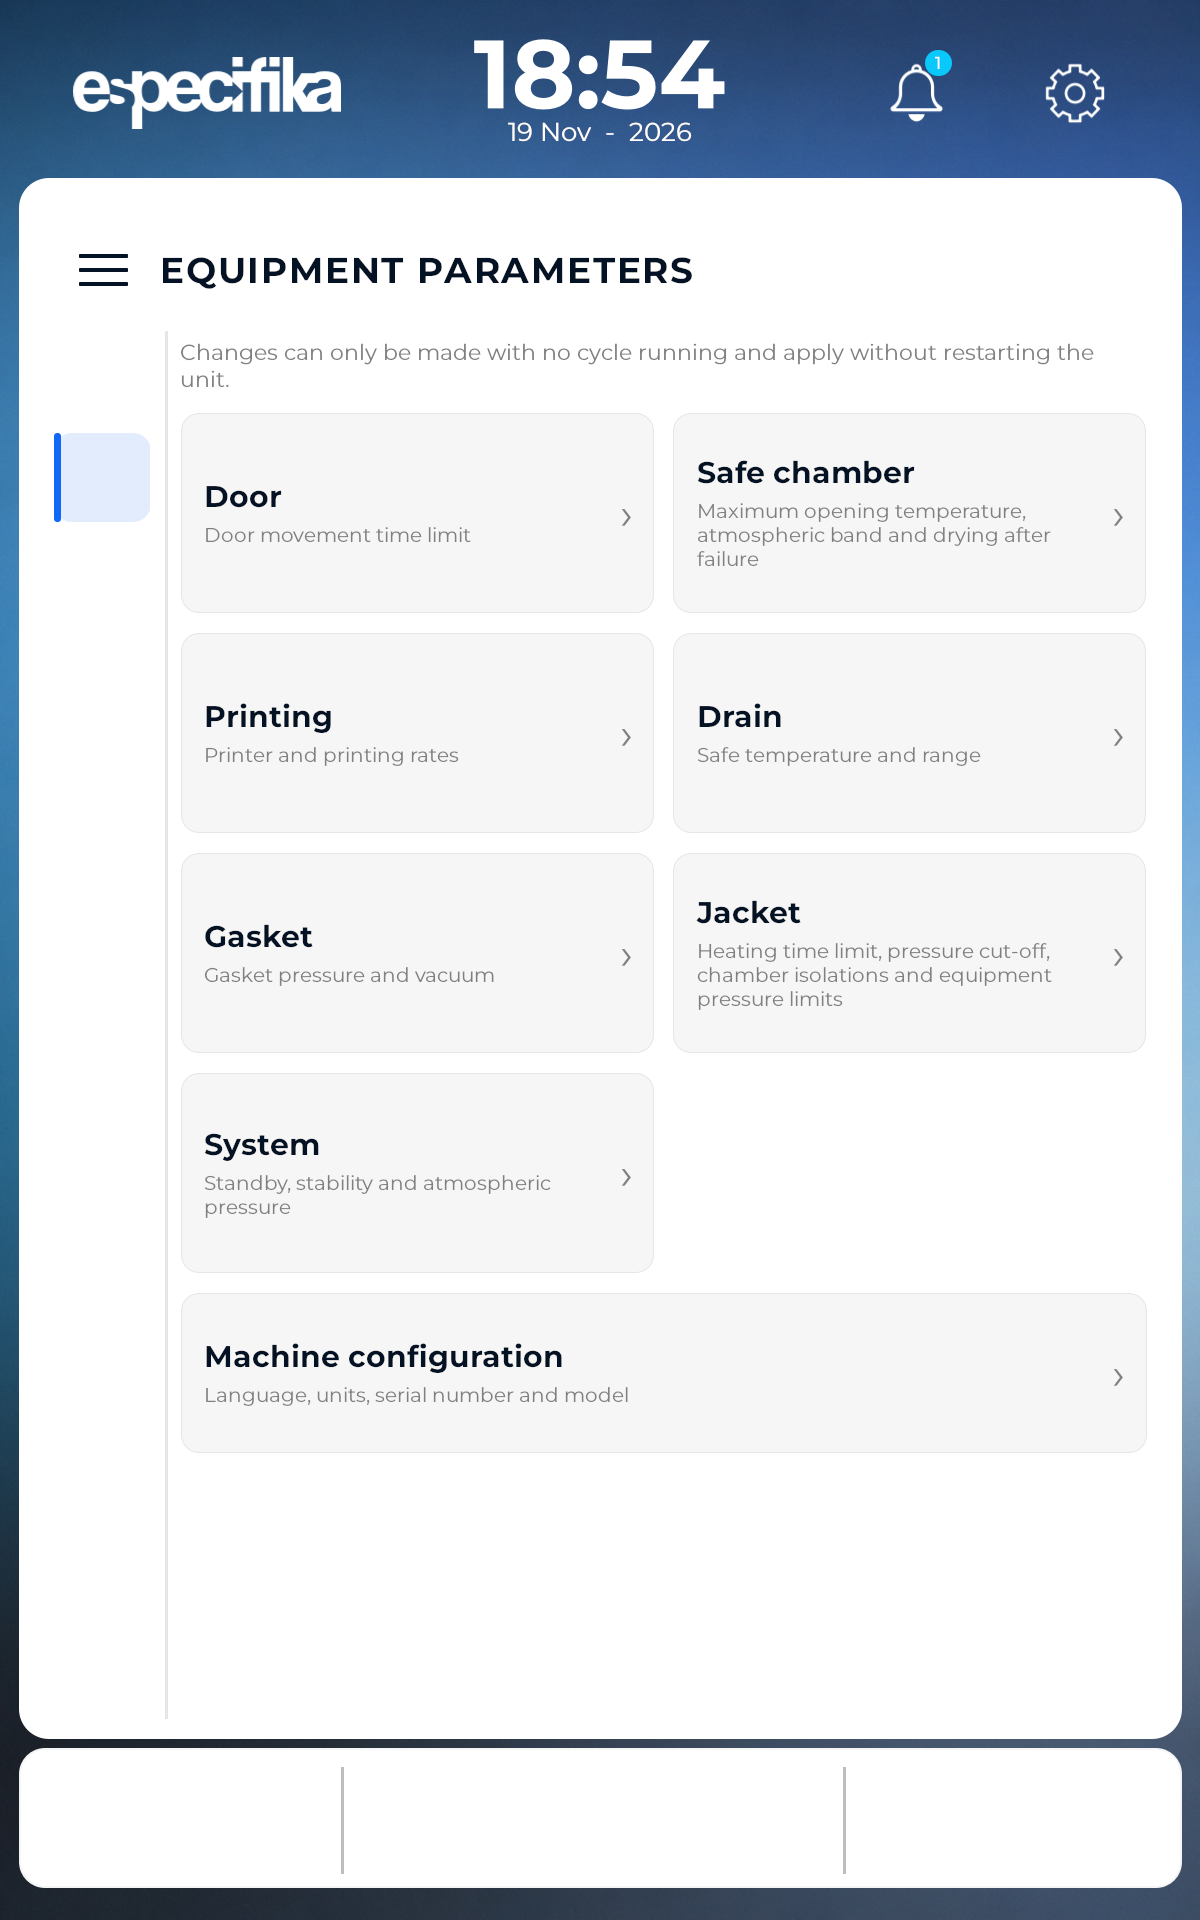 especifika
18:54
19 Nov - 2026
1
EQUIPMENT PARAMETERS
Changes can only be made with no cycle running and apply without restarting the
unit.
Door
Door movement time limit
›
Safe chamber
Maximum opening temperature,
atmospheric band and drying after
failure
›
Printing
Printer and printing rates
›
Drain
Safe temperature and range
›
Gasket
Gasket pressure and vacuum
›
Jacket
Heating time limit, pressure cut-off,
chamber isolations and equipment
pressure limits
›
System
Standby, stability and atmospheric
pressure
›
Machine configuration
Language, units, serial number and model
›